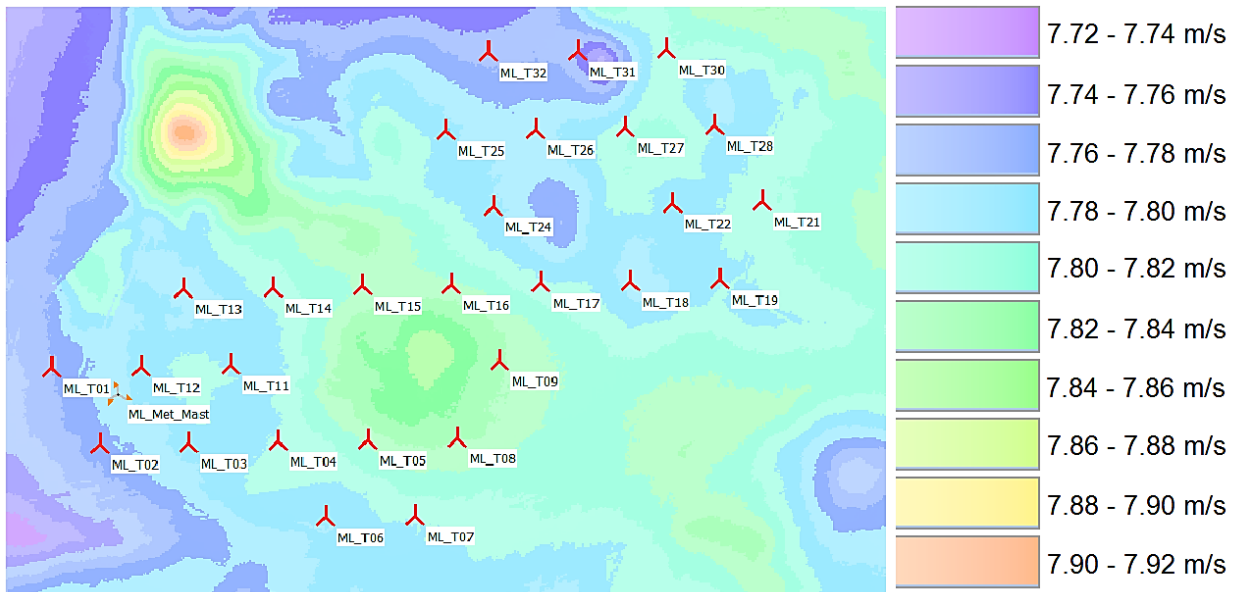 ML_T32
ML_T31
ML_T30
ML_T25
ML_T26
ML_T27
ML_T28
ML_T24
ML_T22
ML_T21
ML_T13
ML_T14
ML_T15
ML_T16
ML_T17
ML_T18
ML_T19
ML_T01
ML_T12
ML_T11
ML_T09
ML_Met_Mast
ML_T02
ML_T03
ML_T04
ML_T05
ML_T08
ML_T06
ML_T07
7.72 - 7.74 m/s
7.74 - 7.76 m/s
7.76 - 7.78 m/s
7.78 - 7.80 m/s
7.80 - 7.82 m/s
7.82 - 7.84 m/s
7.84 - 7.86 m/s
7.86 - 7.88 m/s
7.88 - 7.90 m/s
7.90 - 7.92 m/s